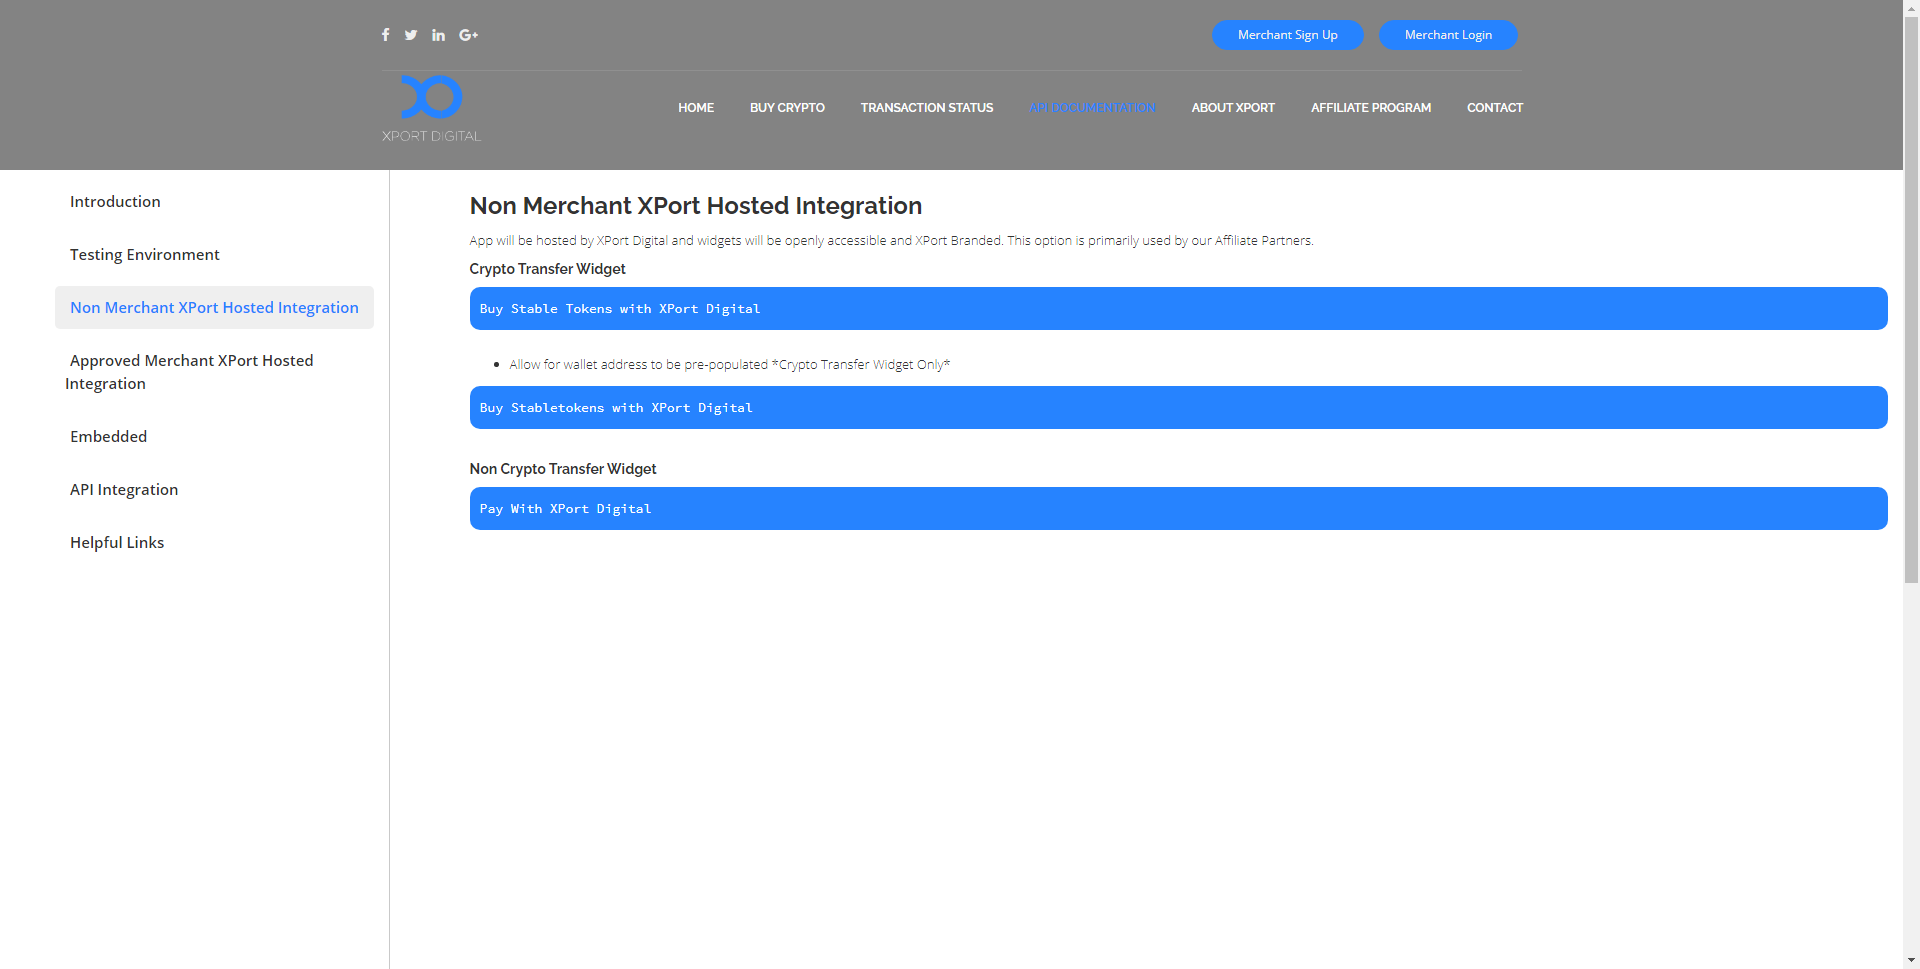 Merchant Sign Up
Merchant Login
XPORT DIGITAL
HOME
BUY CRYPTO
TRANSACTION STATUS
API DOCUMENTATION
ABOUT XPORT
AFFILIATE PROGRAM
CONTACT
Introduction
Testing Environment
Non Merchant XPort Hosted Integration
Approved Merchant XPort Hosted
Integration
Embedded
API Integration
Helpful Links
Non Merchant XPort Hosted Integration
App will be hosted by XPort Digital and widgets will be openly accessible and XPort Branded. This option is primarily used by our Affiliate Partners.
Crypto Transfer Widget
Buy Stable Tokens with XPort Digital
Allow for wallet address to be pre-populated *Crypto Transfer Widget Only*
Buy Stabletokens with XPort Digital
Non Crypto Transfer Widget
Pay With XPort Digital